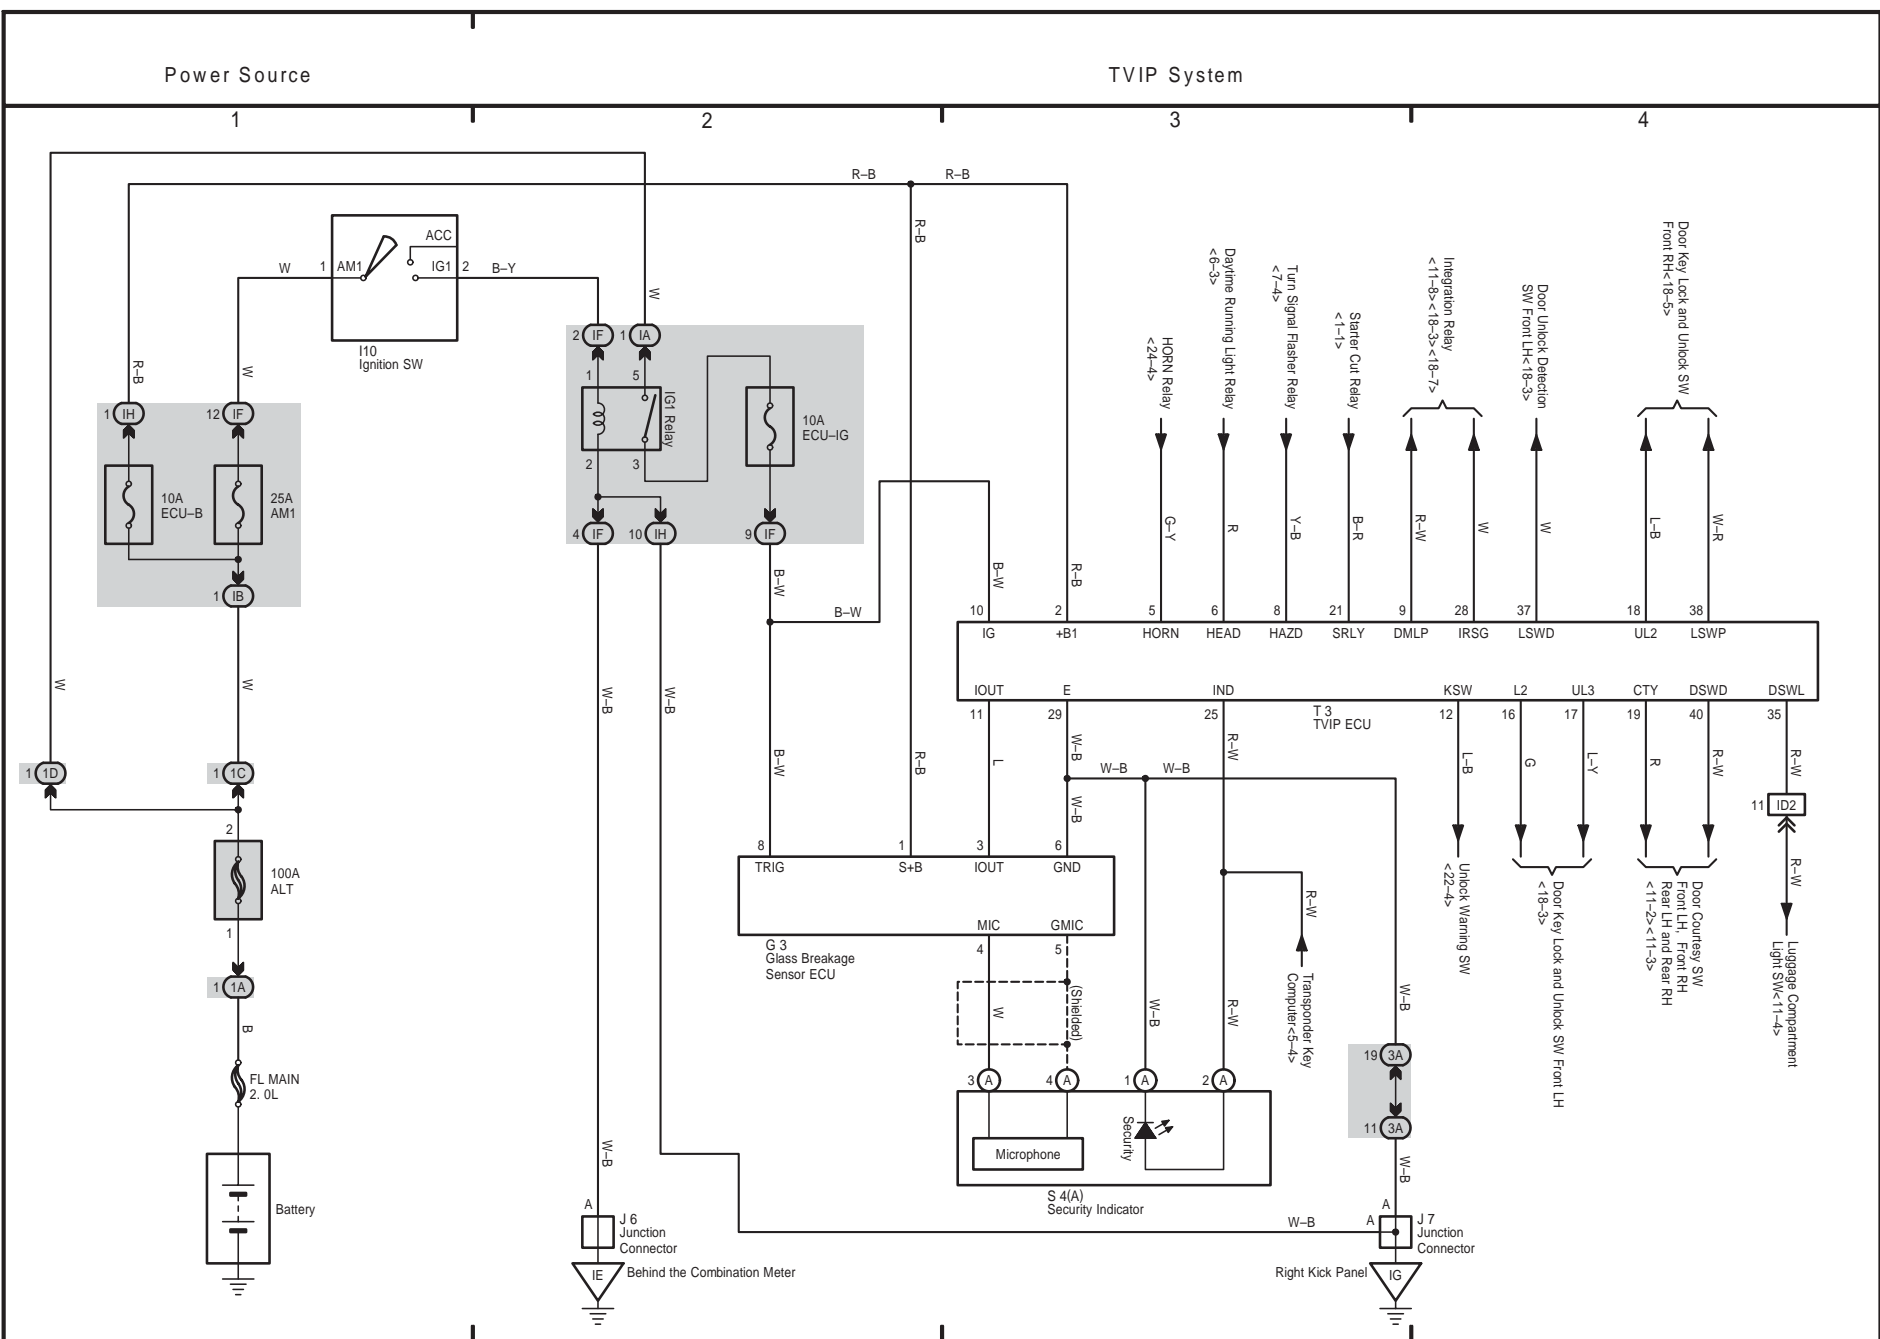 Power Source
TVIP System
1
2
3
4
R–B
R–B
R–B
ACC
W
1
AM1
IG1
2
B–Y
I10
Ignition SW
W
R–B
W
2
IF
1
IA
1
5
IG1 Relay
2
3
10A
ECU–IG
1
IH
12
IF
10A
ECU–B
25A
AM1
4
IF
10
IH
9
IF
1
IB
B–W
B–W
B–W
R–B
HORN Relay
<24–4>
Daytime Running Light Relay
<6–3>
Turn Signal Flasher Relay
<7–4>
Starter Cut Relay
<1–1>
Integration Relay
<11–8><18–3><18–7>
Door Unlock Detection
SW Front LH<18–3>
Door Key Lock and Unlock SW
Front RH<18–5>
G–Y
R
Y–B
B–R
R–W
W
W
L–B
W–R
10
2
5
6
8
21
9
28
37
18
38
IG
+B1
HORN
HEAD
HAZD
SRLY
DMLP
IRSG
LSWD
UL2
LSWP
IOUT
E
IND
KSW
L2
UL3
CTY
DSWD
DSWL
11
29
25
T 3
TVIP ECU
12
16
17
19
40
35
W
W
W–B
W–B
B–W
R–B
L
W–B
W–B
W–B
W–B
R–W
L–B
G
L–Y
R
R–W
R–W
1
1D
1
1C
11
ID2
R–W
2
100A
ALT
1
8
1
3
6
TRIG
S+B
IOUT
GND
MIC
GMIC
G 3
Glass Breakage
Sensor ECU
4
5
R–W
Transponder Key
Computer<5–4>
Unlock Warning SW
<22–4>
Door Key Lock and Unlock SW Front LH
<18–3>
Door Courtesy SW
Front LH, Front RH
Rear LH and Rear RH
<11–2><11–3>
Luggage Compartment
Light SW<11–4>
1
1A
B
W
(Shielded)
W–B
R–W
W–B
FL MAIN
2. 0L
3
A
4
A
1
A
2
A
19
3A
11
3A
Security
Microphone
S 4(A)
Security Indicator
W–B
W–B
Battery
A
J 6
Junction
Connector
W–B
A
A
J 7
Junction
Connector
IE
Behind the Combination Meter
Right Kick Panel
IG